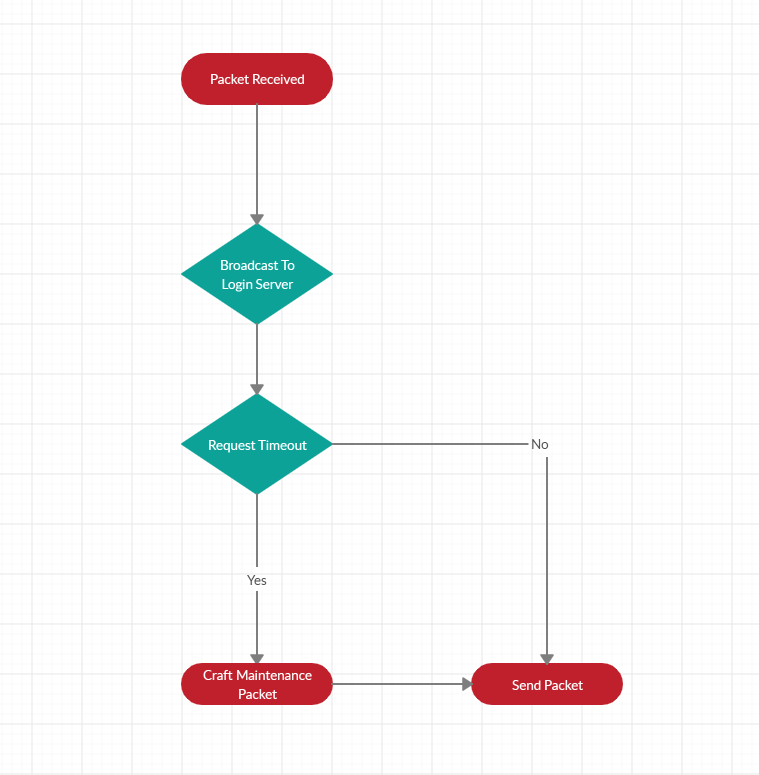 Packet Received
Broadcast To
Login Server
Request Timeout
No
Yes
Craft Maintenance
Packet
Send Packet